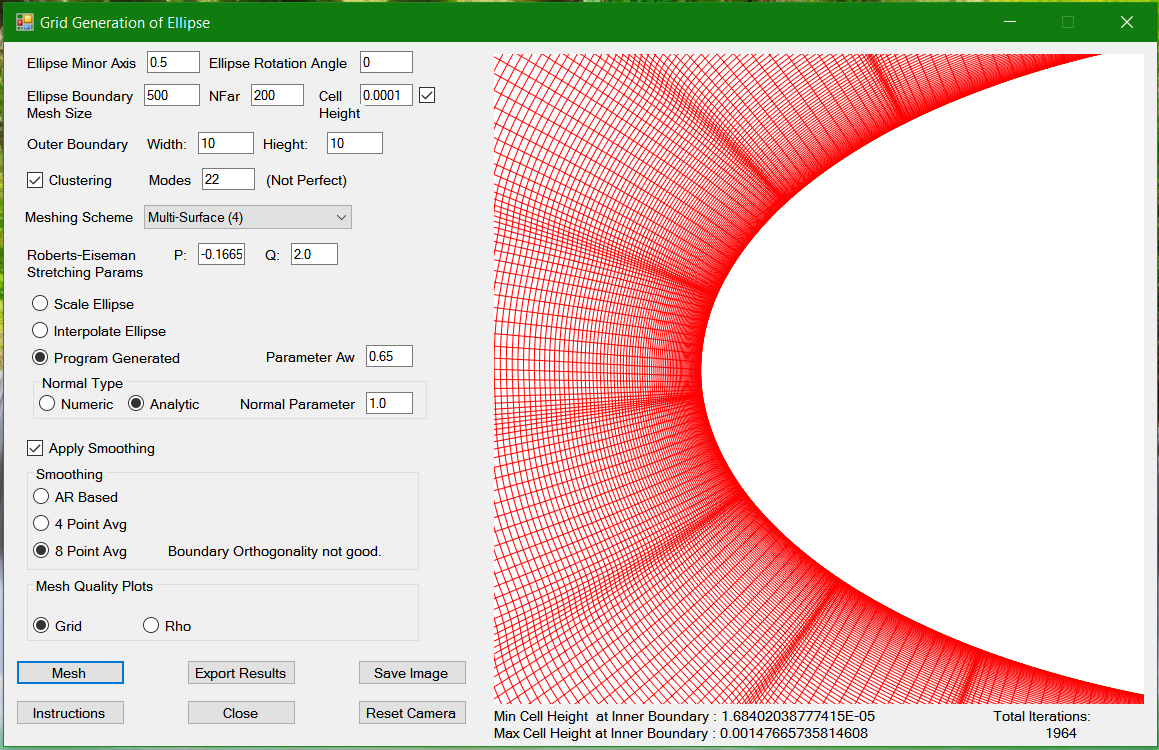 Grid Generation of Ellipse
Ellipse Minor Axis 0.5 Ellipse Rotation Angle 0
Ellipse Boundary Mesh Size 500 NFar 200 Cell Height 0.0001
Outer Boundary Width: 10 Hieght: 10
Clustering Modes 22 (Not Perfect)
Meshing Scheme Multi-Surface (4)
Roberts-Eiseman Stretching Params P: -0.1665 Q: 2.0
Scale Ellipse
Interpolate Ellipse
Program Generated Parameter Aw 0.65
Normal Type
Numeric Analytic Normal Parameter 1.0
Apply Smoothing
Smoothing
AR Based
4 Point Avg
8 Point Avg Boundary Orthogonality not good.
Mesh Quality Plots
Grid Rho
Mesh Export Results Save Image
Instructions Close Reset Camera
Min Cell Height at Inner Boundary : 1.68402038777415E-05
Max Cell Height at Inner Boundary : 0.00147665735814608
Total Iterations:
1964